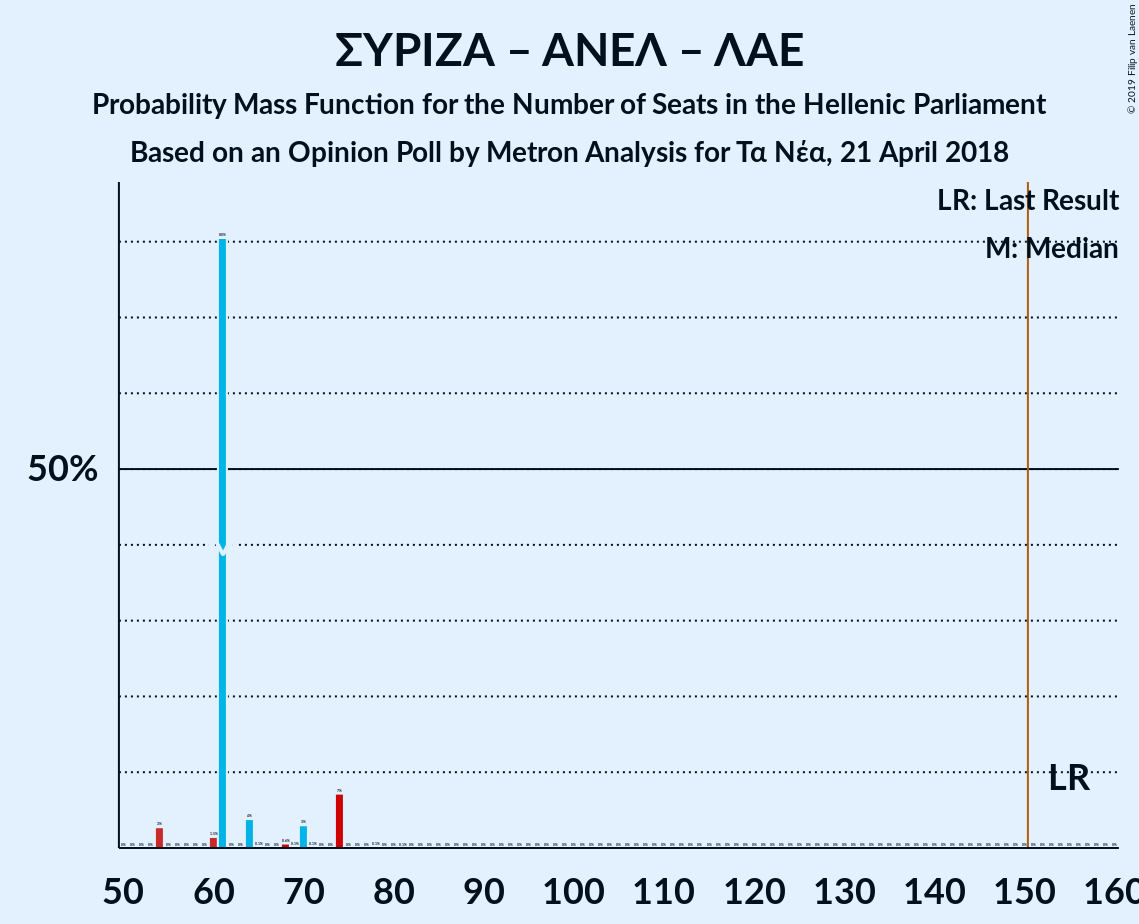 ΣΥΡΙΖΑ – ΑΝΕΛ – ΛΑΕ
Probability Mass Function for the Number of Seats in the Hellenic Parliament
Based on an Opinion Poll by Metron Analysis for Τα Νέα, 21 April 2018
© 2019 Filip van Laenen
LR: Last Result
M: Median
50%
M
LR
50 60 70 80 90 100 110 120 130 140 150 160